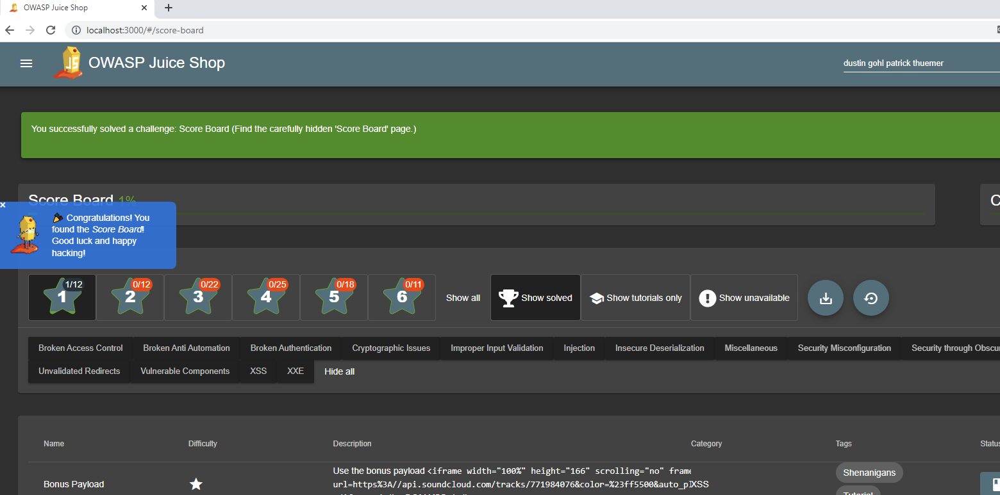 OWASP Juice Shop
localhost:3000/#/score-board
OWASP Juice Shop
dustin gohl patrick thuemer
You successfully solved a challenge: Score Board (Find the carefully hidden 'Score Board' page.)
Score Board 1%
C
Congratulations! You
found the Score Board!
Good luck and happy
hacking!
1/12 0/12 0/22 0/25 0/18 0/11
1 2 3 4 5 6 Show all Show solved Show tutorials only Show unavailable
Broken Access Control Broken Anti Automation Broken Authentication Cryptographic Issues Improper Input Validation Injection Insecure Deserialization Miscellaneous Security Misconfiguration Security through Obscur
Unvalidated Redirects Vulnerable Components XSS XXE Hide all
Name Difficulty Description Category Tags Status
Use the bonus payload <iframe width="100%" height="166" scrolling="no" frame
Shenanigans
Bonus Payload url=https%3A//api.soundcloud.com/tracks/771984076&color=%23ff5500&auto_p XSS
Tutorial